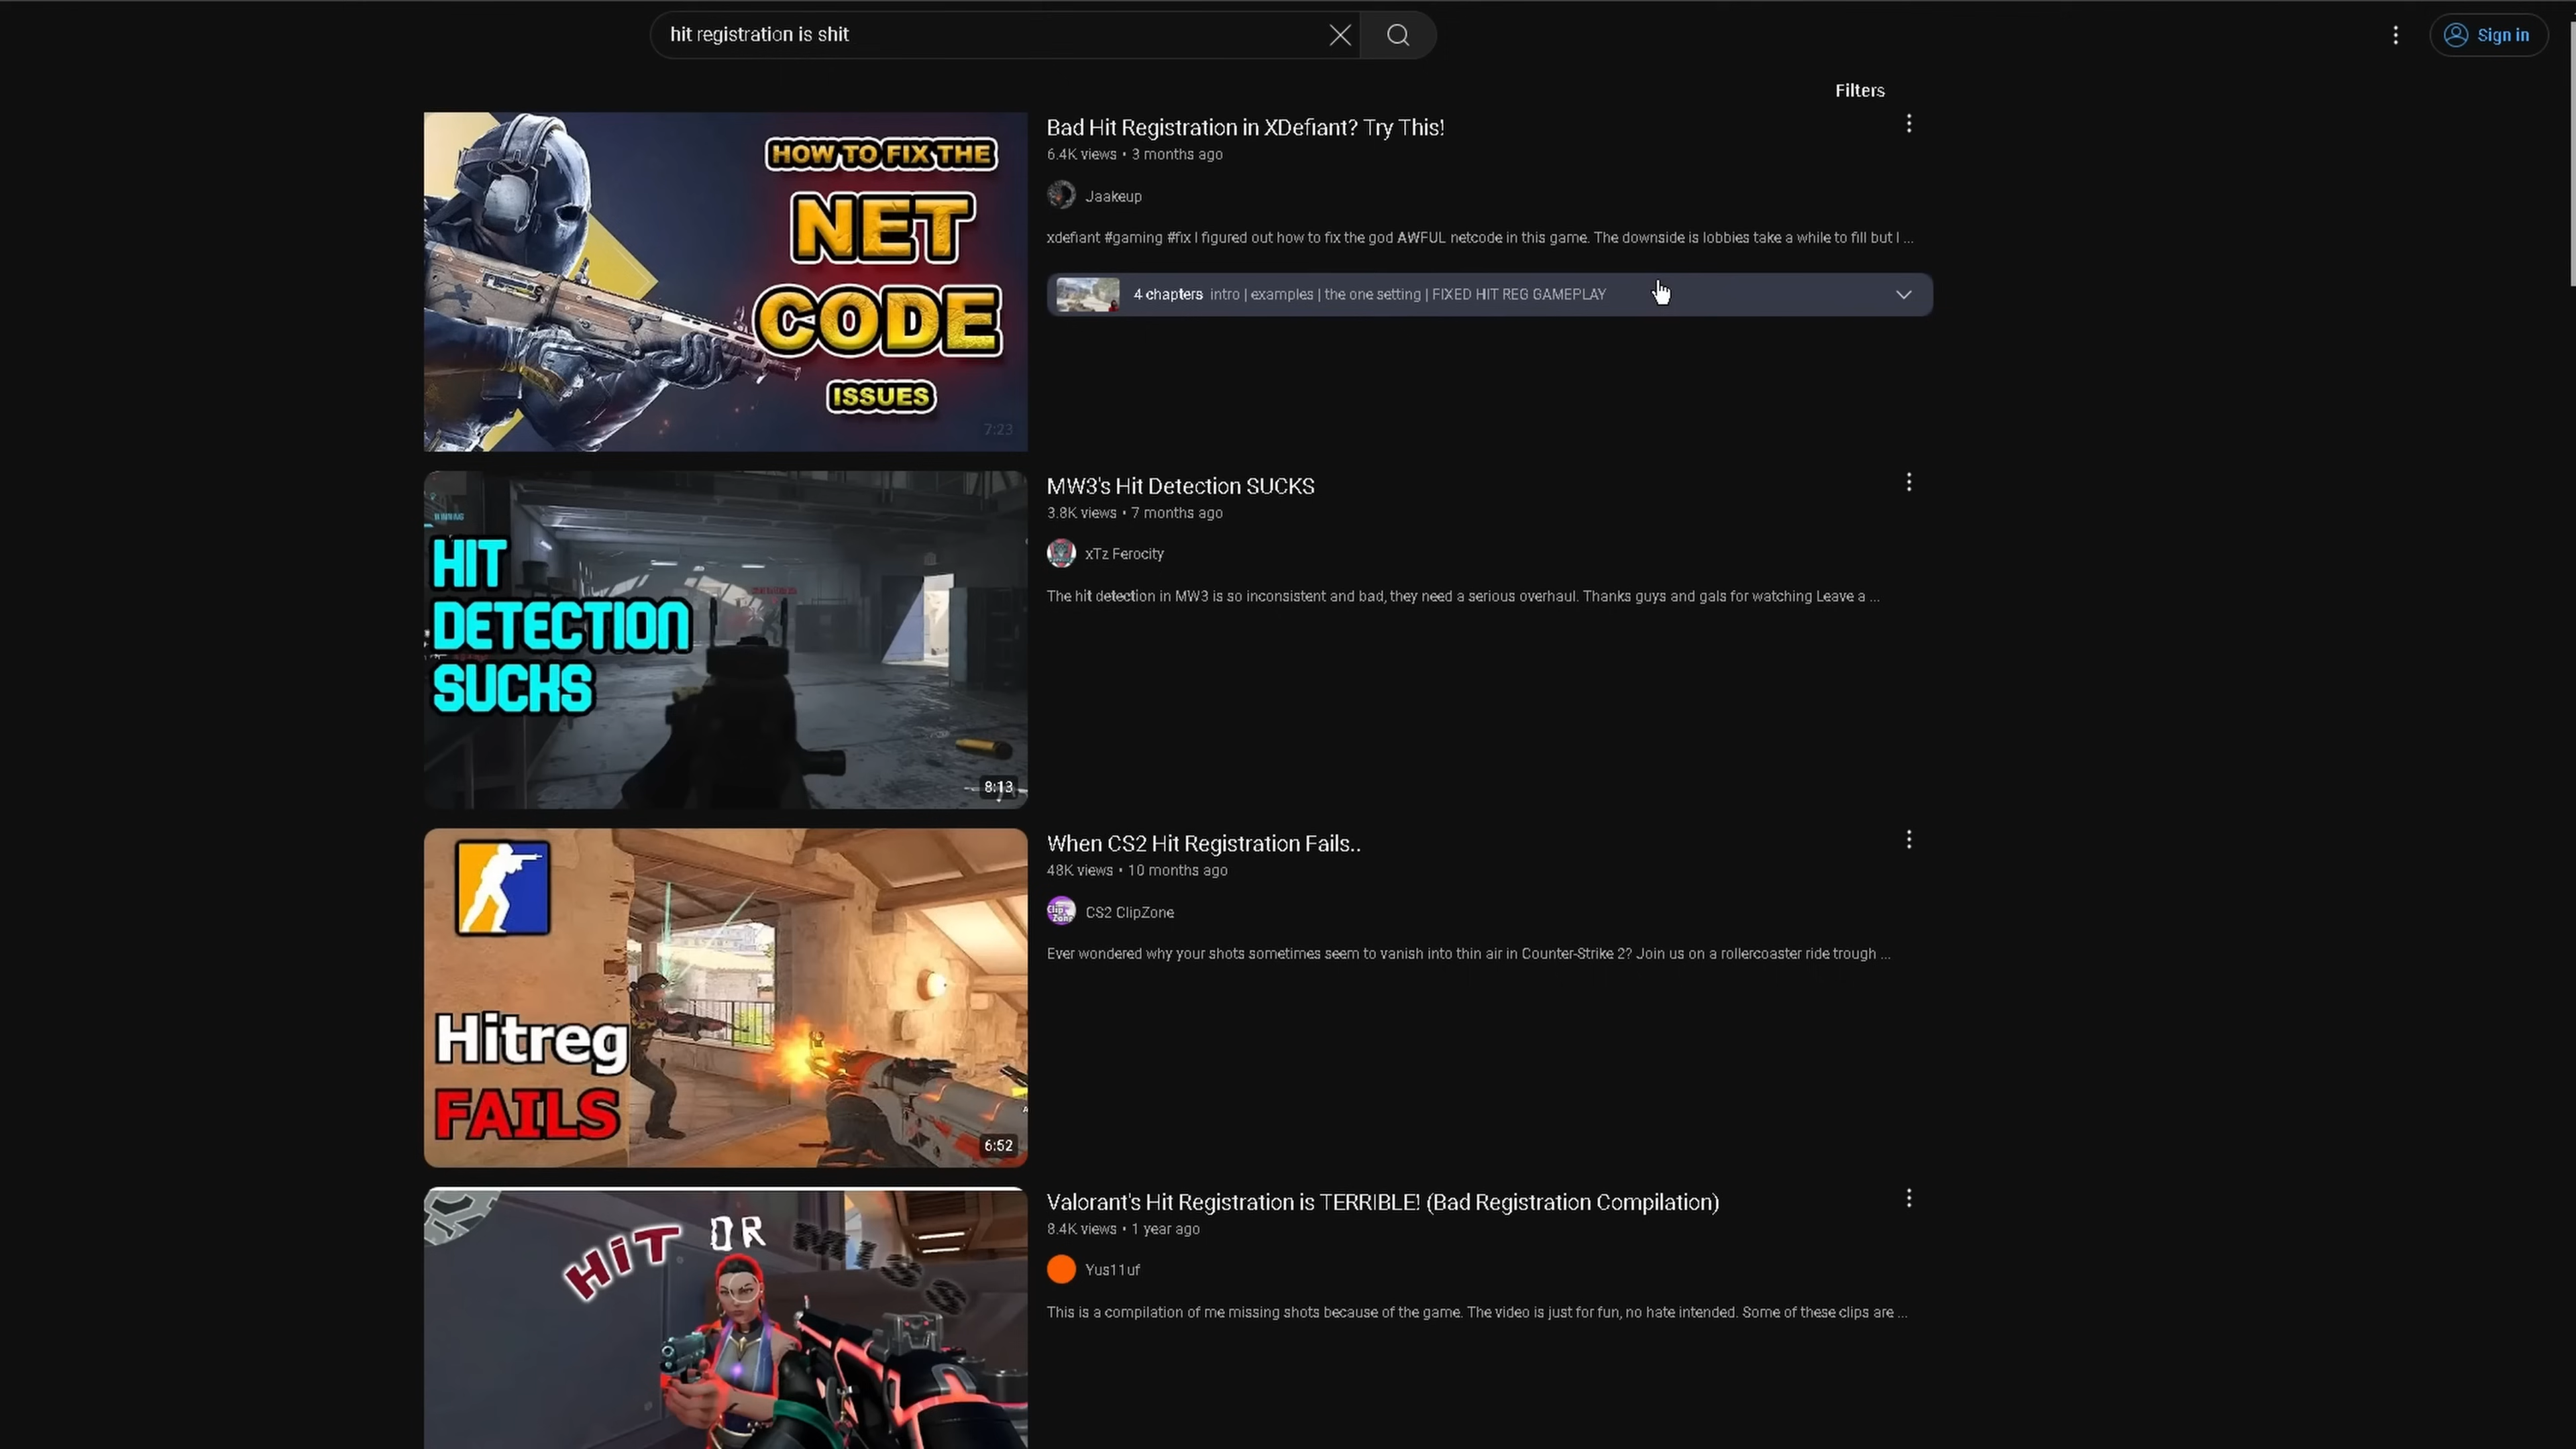 hit registration is shit
Sign in
Filters
HOW TO FIX THE
NET
CODE
ISSUES
7:23
Bad Hit Registration in XDefiant? Try This!
6.4K views • 3 months ago
Jaakeup
xdefiant #gaming #fix I figured out how to fix the god AWFUL netcode in this game. The downside is lobbies take a while to fill but I ...
4 chapters intro | examples | the one setting | FIXED HIT REG GAMEPLAY
HIT
DETECTION
SUCKS
8:13
MW3's Hit Detection SUCKS
3.8K views • 7 months ago
xTz Ferocity
The hit detection in MW3 is so inconsistent and bad, they need a serious overhaul. Thanks guys and gals for watching Leave a ...
Hitreg
FAILS
6:52
When CS2 Hit Registration Fails..
48K views • 10 months ago
Clip
Zone
CS2 ClipZone
Ever wondered why your shots sometimes seem to vanish into thin air in Counter-Strike 2? Join us on a rollercoaster ride trough ...
HiT OR MISS
Valorant's Hit Registration is TERRIBLE! (Bad Registration Compilation)
8.4K views • 1 year ago
Yus11uf
This is a compilation of me missing shots because of the game. The video is just for fun, no hate intended. Some of these clips are ...